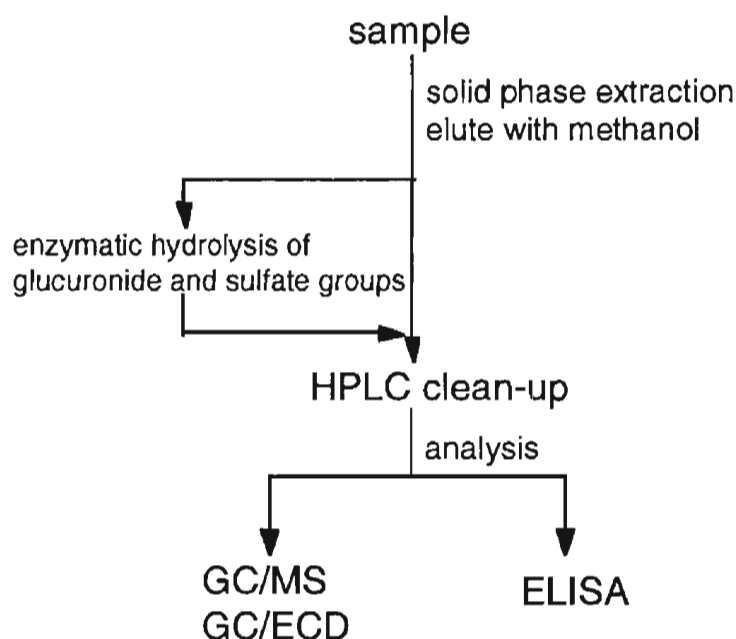 sample
solid phase extraction
elute with methanol
enzymatic hydrolysis of
glucuronide and sulfate groups
HPLC clean-up
analysis
GC/MS
GC/ECD
ELISA